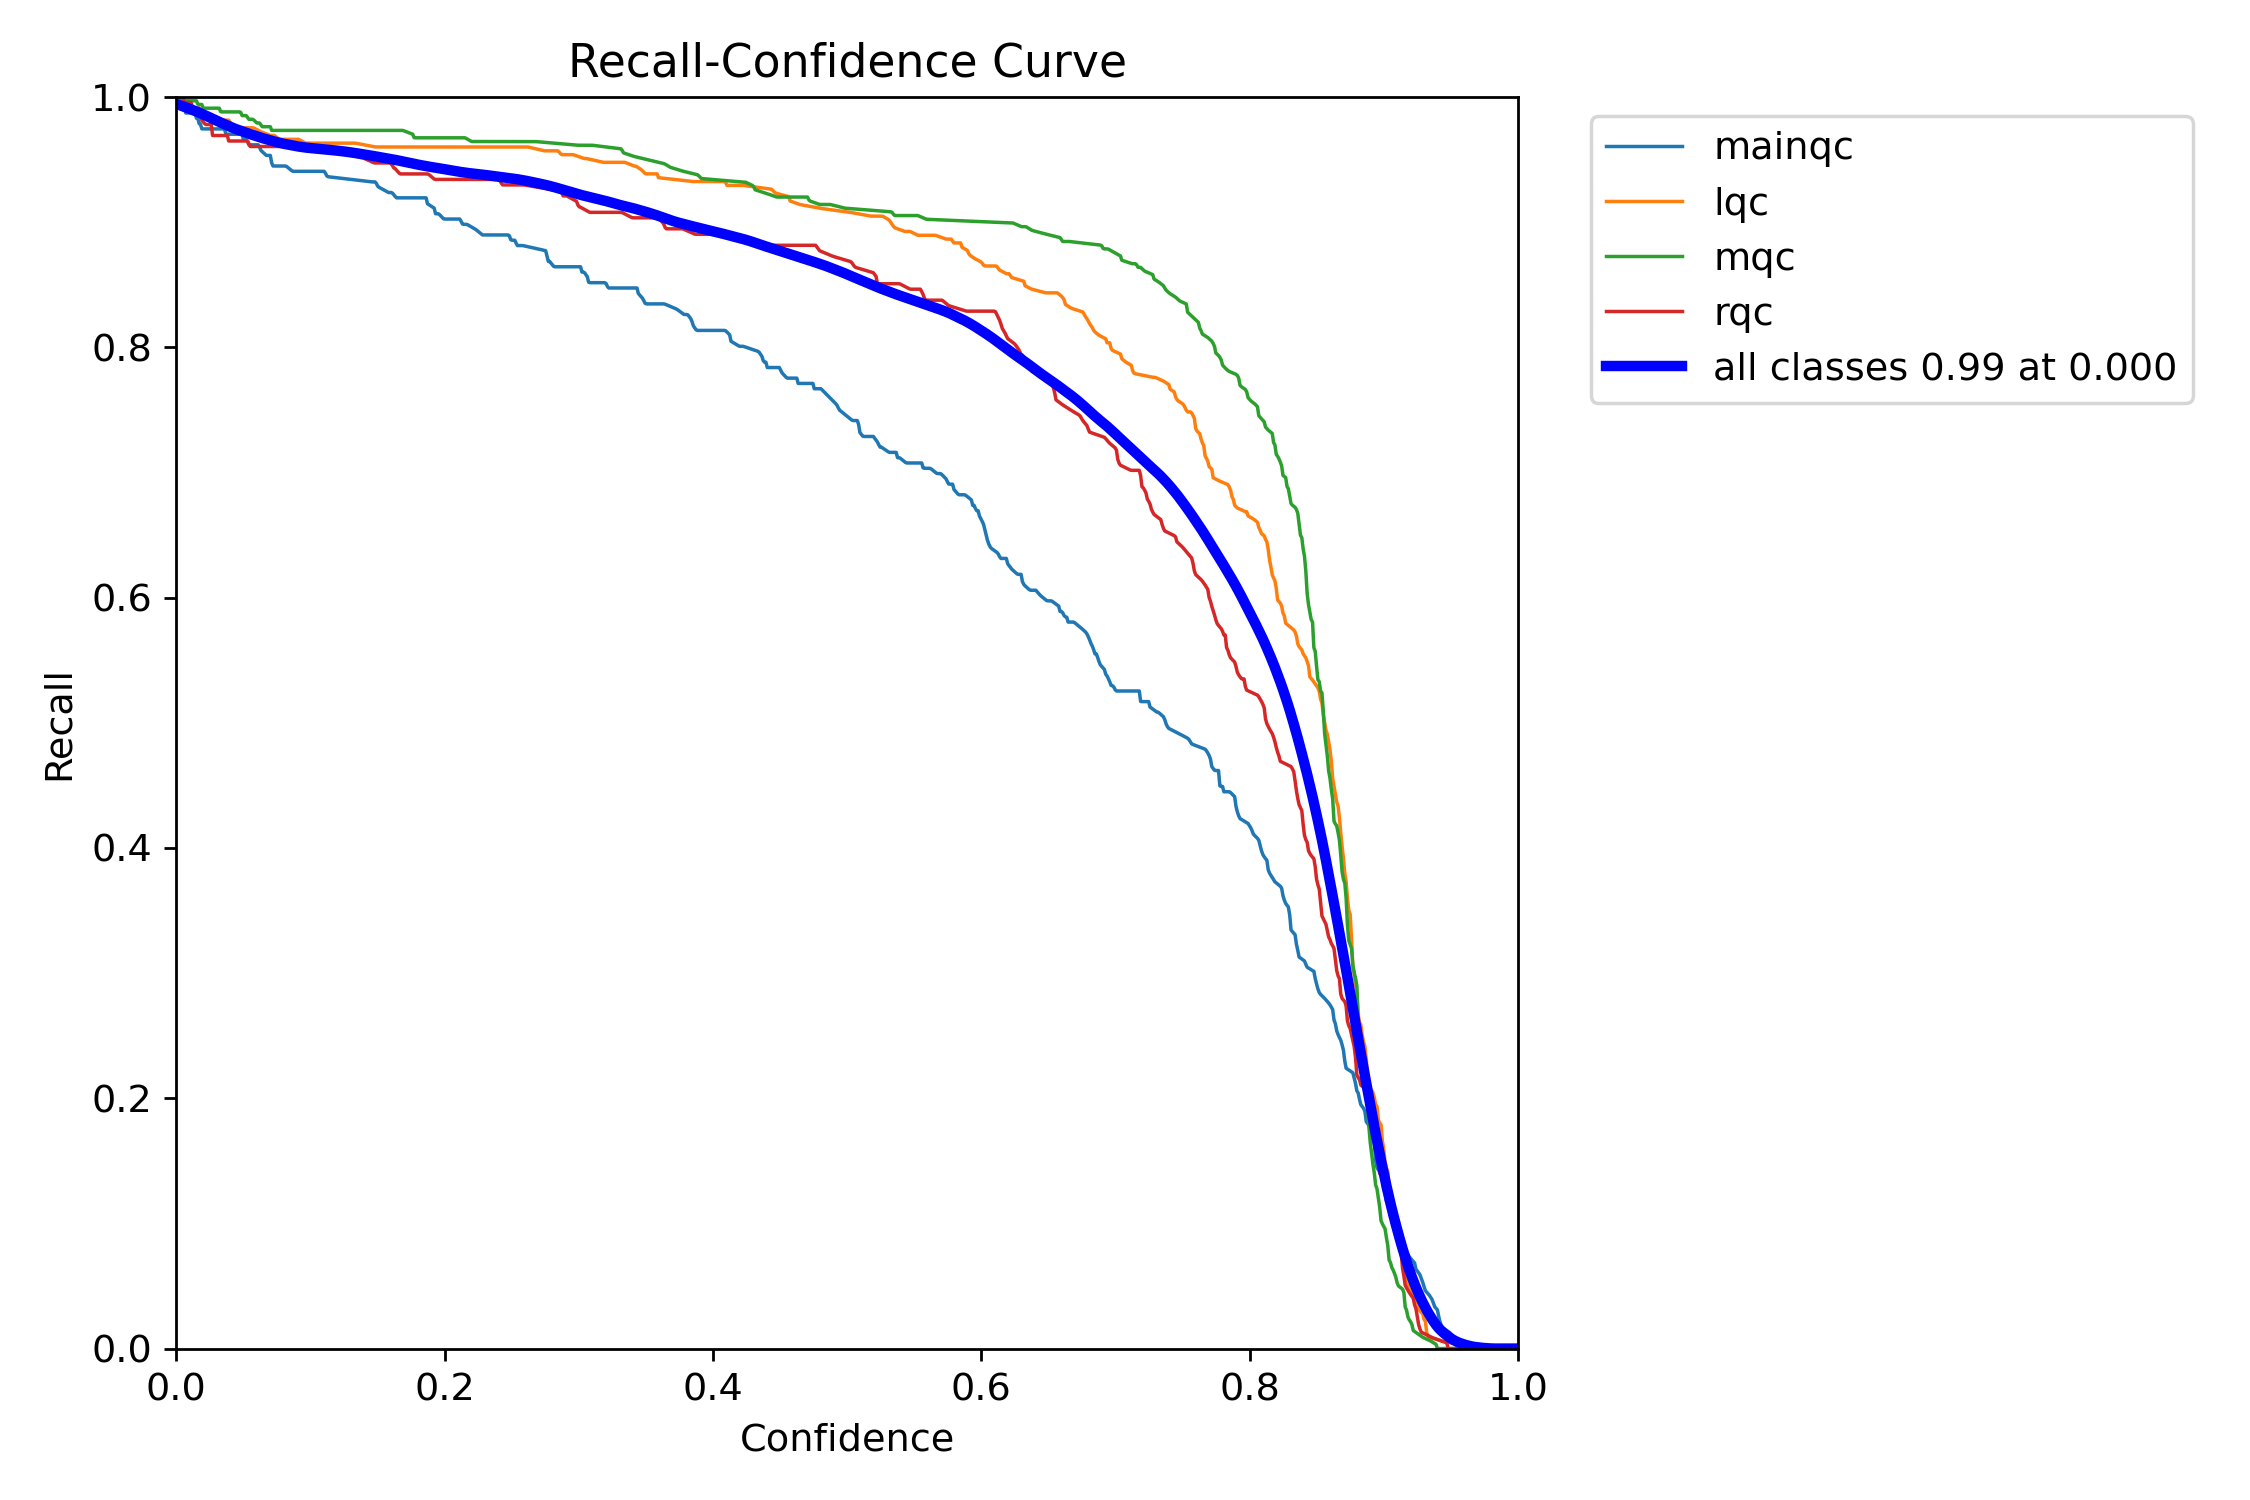 Recall-Confidence Curve
1.0
0.8
0.6
0.4
0.2
0.0
Recall
0.0 0.2 0.4 0.6 0.8 1.0
Confidence
mainqc
lqc
mqc
rqc
all classes 0.99 at 0.000